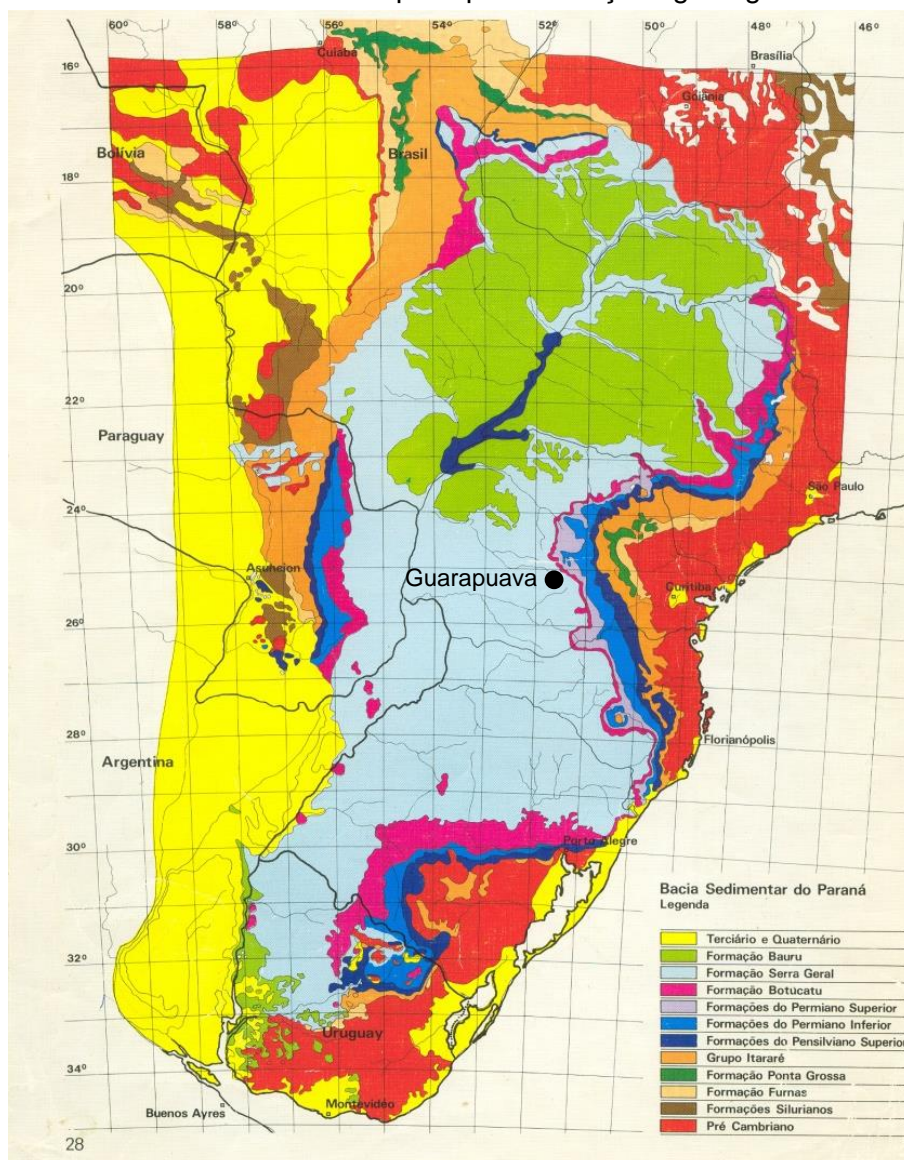 60°
58°
56°
54°
52°
50°
48°
46°
Cuiabá
Brasília
16°
Goiânia
Bolívia
Brasil
18°
20°
22°
Paraguay
São Paulo
24°
Asuncion
Guarapuava
Curitiba
26°
28°
Florianópolis
Argentina
30°
Porto Alegre
Bacia Sedimentar do Paraná
Legenda
Terciário e Quaternário
Formação Bauru
Formação Serra Geral
Formação Botucatu
Formações do Permiano Superior
Formações do Permiano Inferior
Formações do Pensilviano Superior
Grupo Itararé
Formação Ponta Grossa
Formação Furnas
Formações Silurianos
Pré Cambriano
32°
Uruguay
34°
Buenos Ayres
Montevidéo
28